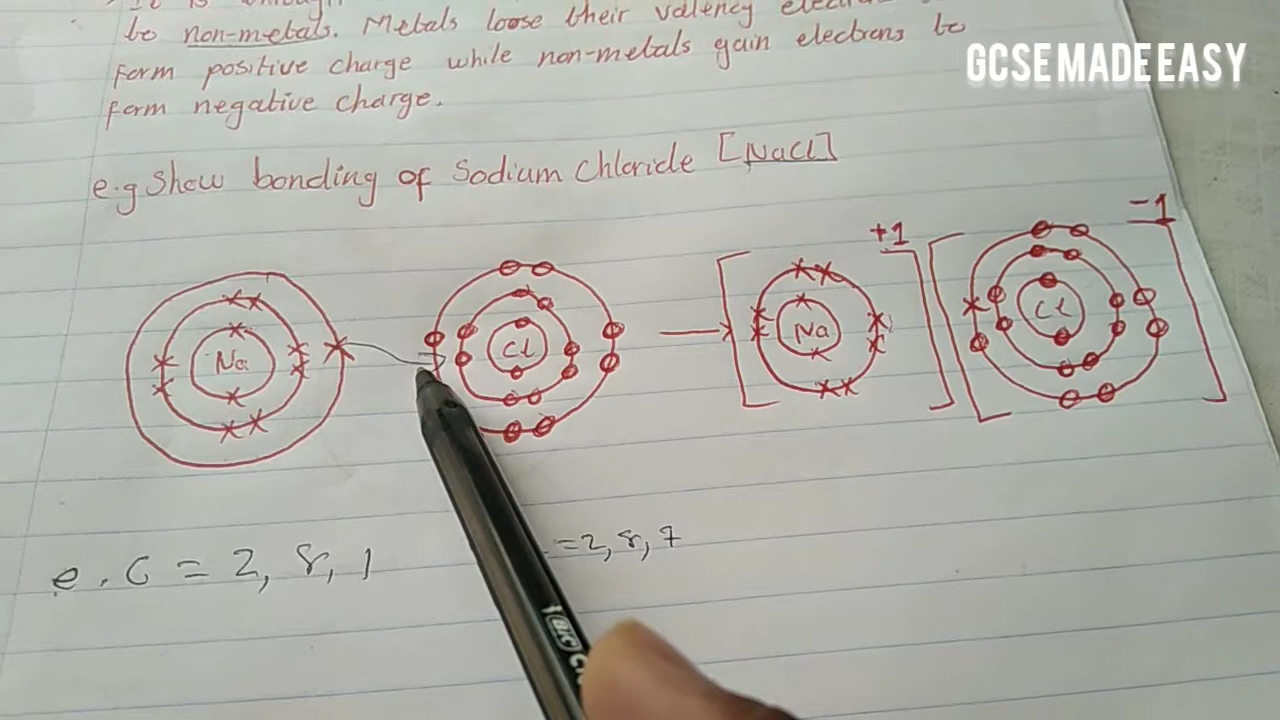 to non-metals. Metals loose their valency
form positive charge while non-metals gain electrons to
form negative charge.
GCSE MADE EASY
e.g Show bonding of Sodium Chloride [NaCl]
+1
-1
Na
Cl
Na
Cl
e.c = 2, 8, 1
=2, 8, 7
BIC